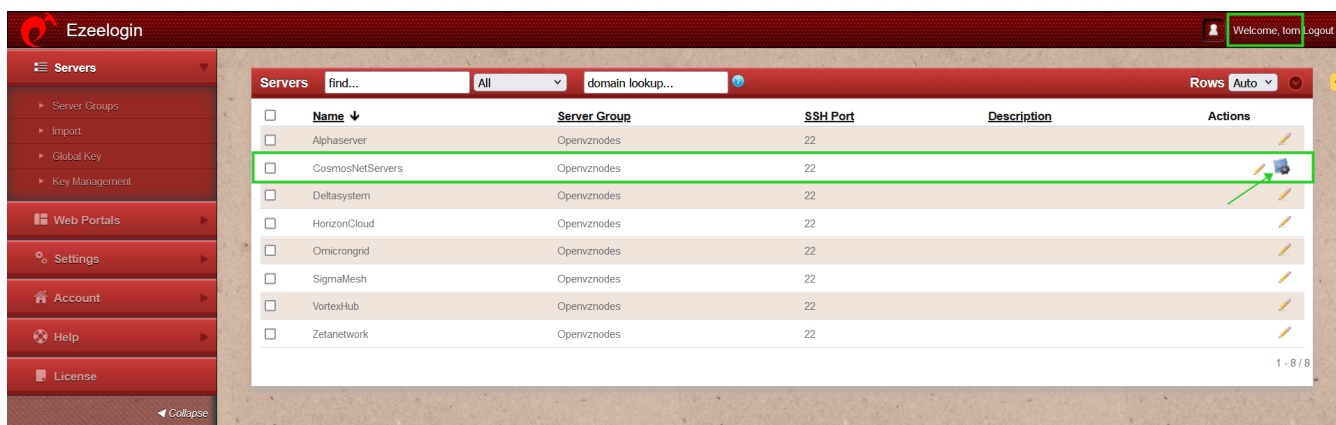 Ezeelogin
Welcome, tom Logout
Servers
Server Groups
Import
Global Key
Key Management
Web Portals
Settings
Account
Help
License
Collapse
Servers find... All domain lookup... Rows Auto
Name Server Group SSH Port Description Actions
Alphaserver Openvznodes 22
CosmosNetServers Openvznodes 22
Deltasystem Openvznodes 22
HorizonCloud Openvznodes 22
Omicrongrid Openvznodes 22
SigmaMesh Openvznodes 22
VortexHub Openvznodes 22
Zetanetwork Openvznodes 22
1 - 8 / 8